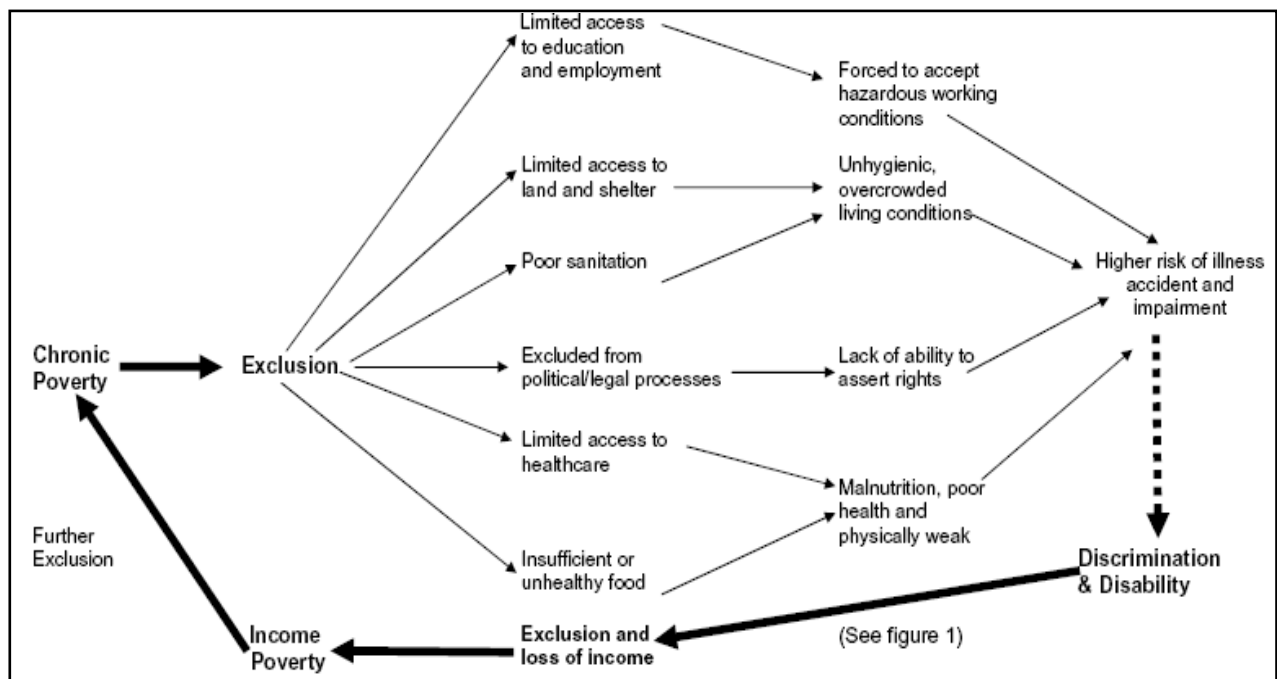 Limited access
to education
and employment
Forced to accept
hazardous working
conditions
Limited access to
land and shelter
Unhygienic,
overcrowded
living conditions
Poor sanitation
Higher risk of illness
accident and
impairment
Chronic
Poverty
Exclusion
Excluded from
political/legal processes
Lack of ability to
assert rights
Limited access to
healthcare
Malnutrition, poor
health and
physically weak
Further
Exclusion
Insufficient or
unhealthy food
Discrimination
& Disability
Income
Poverty
Exclusion and
loss of income
(See figure 1)